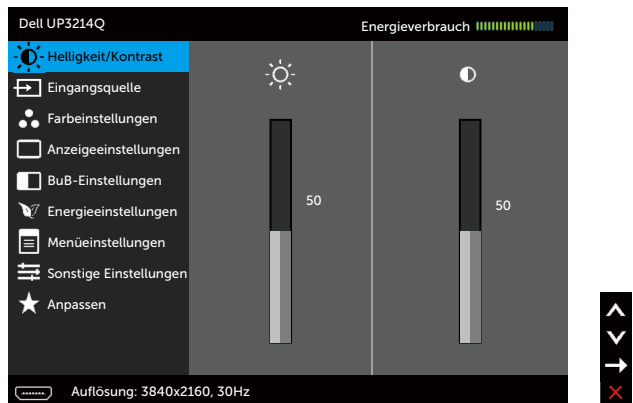 Dell UP3214Q
Energieverbrauch
Helligkeit/Kontrast
Eingangsquelle
Farbeinstellungen
Anzeigeeinstellungen
BuB-Einstellungen
Energieeinstellungen
Menüeinstellungen
Sonstige Einstellungen
Anpassen
50
50
Auflösung: 3840x2160, 30Hz